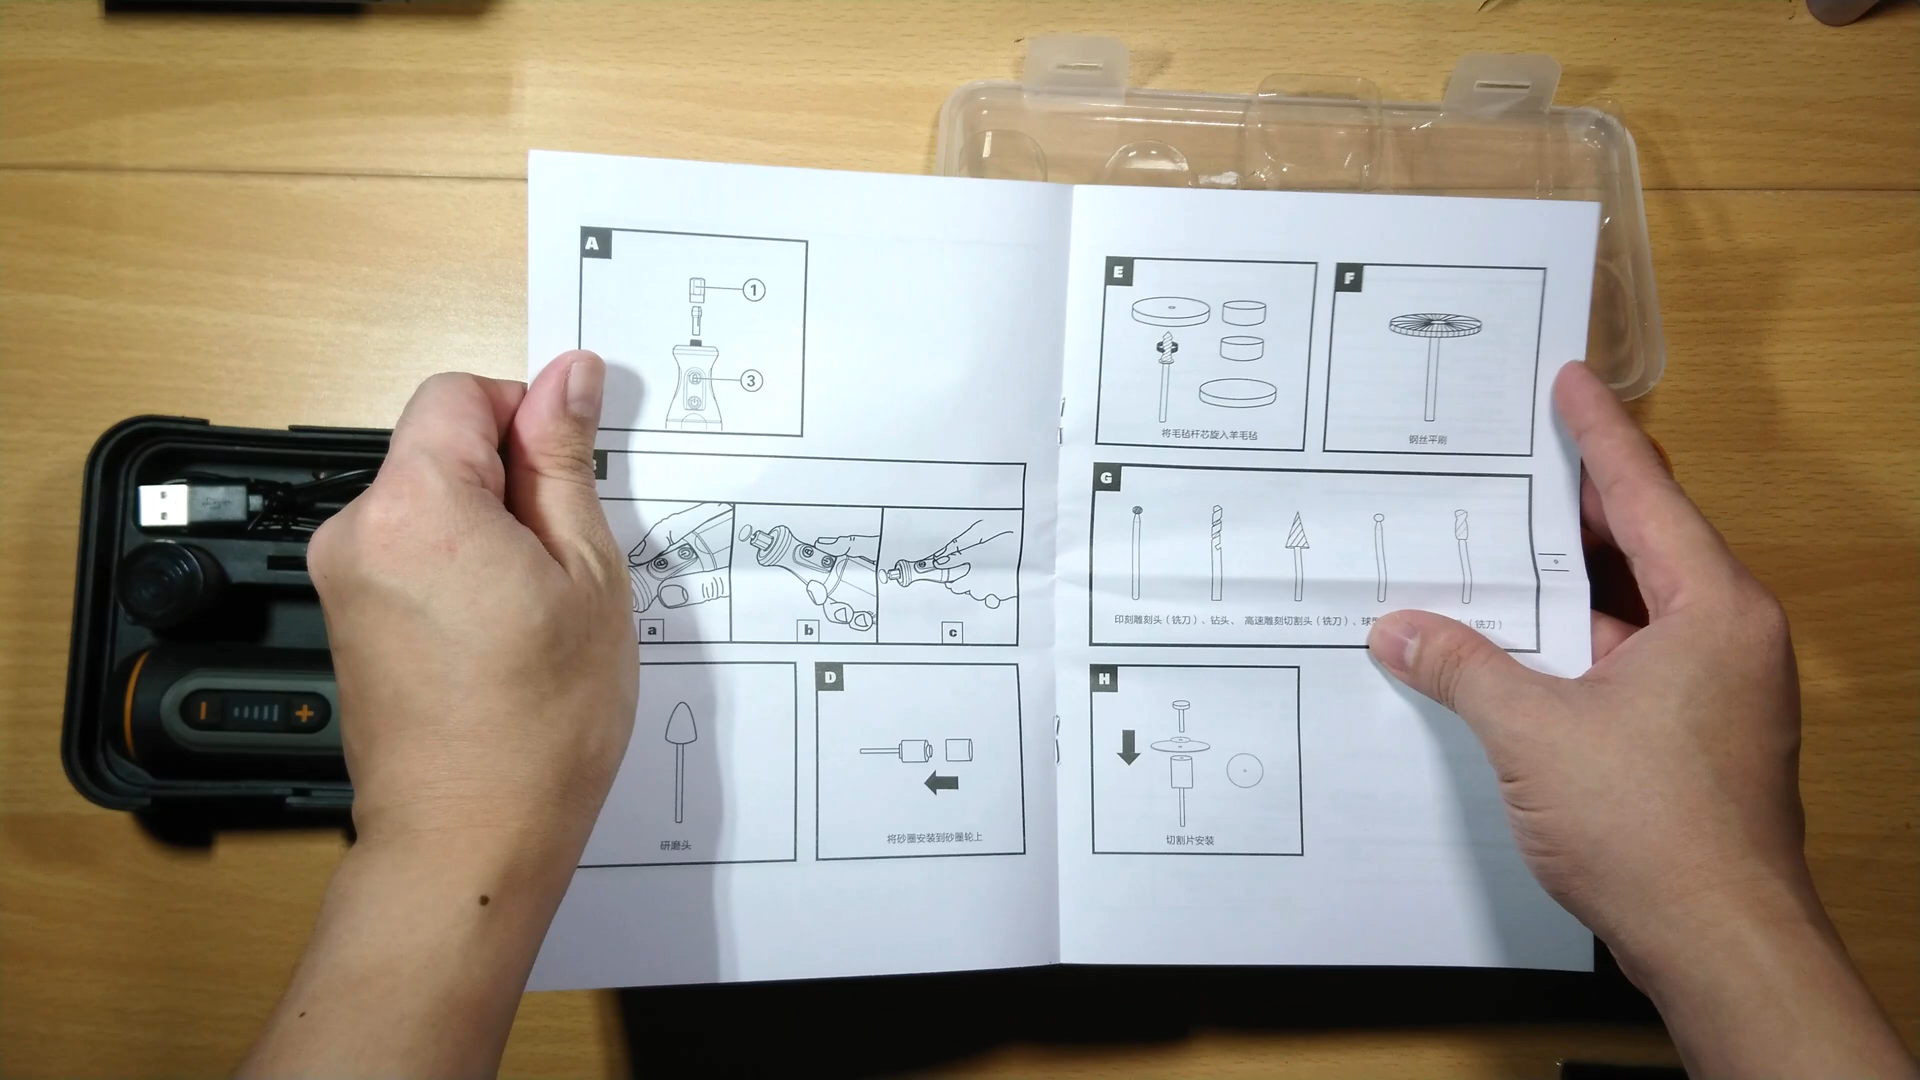 A
1
3
a
b
c
研磨头
D
将砂圈安装到砂圈轮上
E
将毛毡杆芯旋入羊毛毡
F
钢丝平刷
G
印刻雕刻头（铣刀）、钻头、 高速雕刻切割头（铣刀）、球
（铣刀）
H
切割片安装